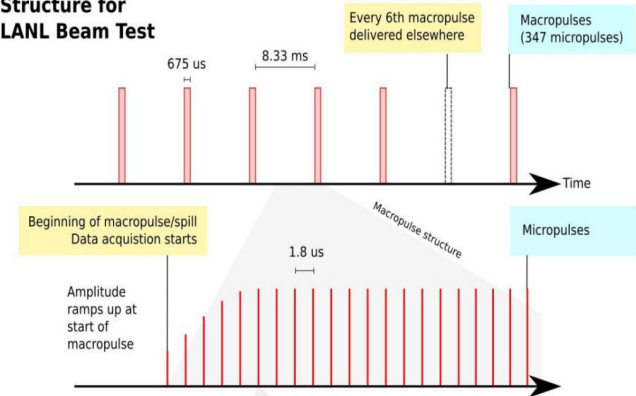 Structure for
LANL Beam Test
Every 6th macropulse
delivered elsewhere
Macropulses
(347 micropulses)
675 us
8.33 ms
Time
Beginning of macropulse/spill
Data acquistion starts
Macropulse structure
Micropulses
1.8 us
Amplitude
ramps up at
start of
macropulse